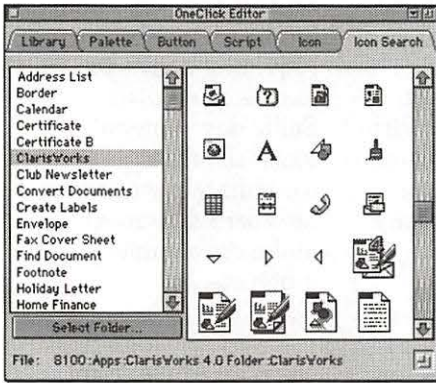 OneClick Editor
Library Palette Button Script Icon Icon Search
Address List
Border
Calendar
Certificate
Certificate B
ClarisWorks
Club Newsletter
Convert Documents
Create Labels
Envelope
Fax Cover Sheet
Find Document
Footnote
Holiday Letter
Home Finance
Select Folder...
File: 8100:Apps:ClarisWorks 4.0 Folder:ClarisWorks